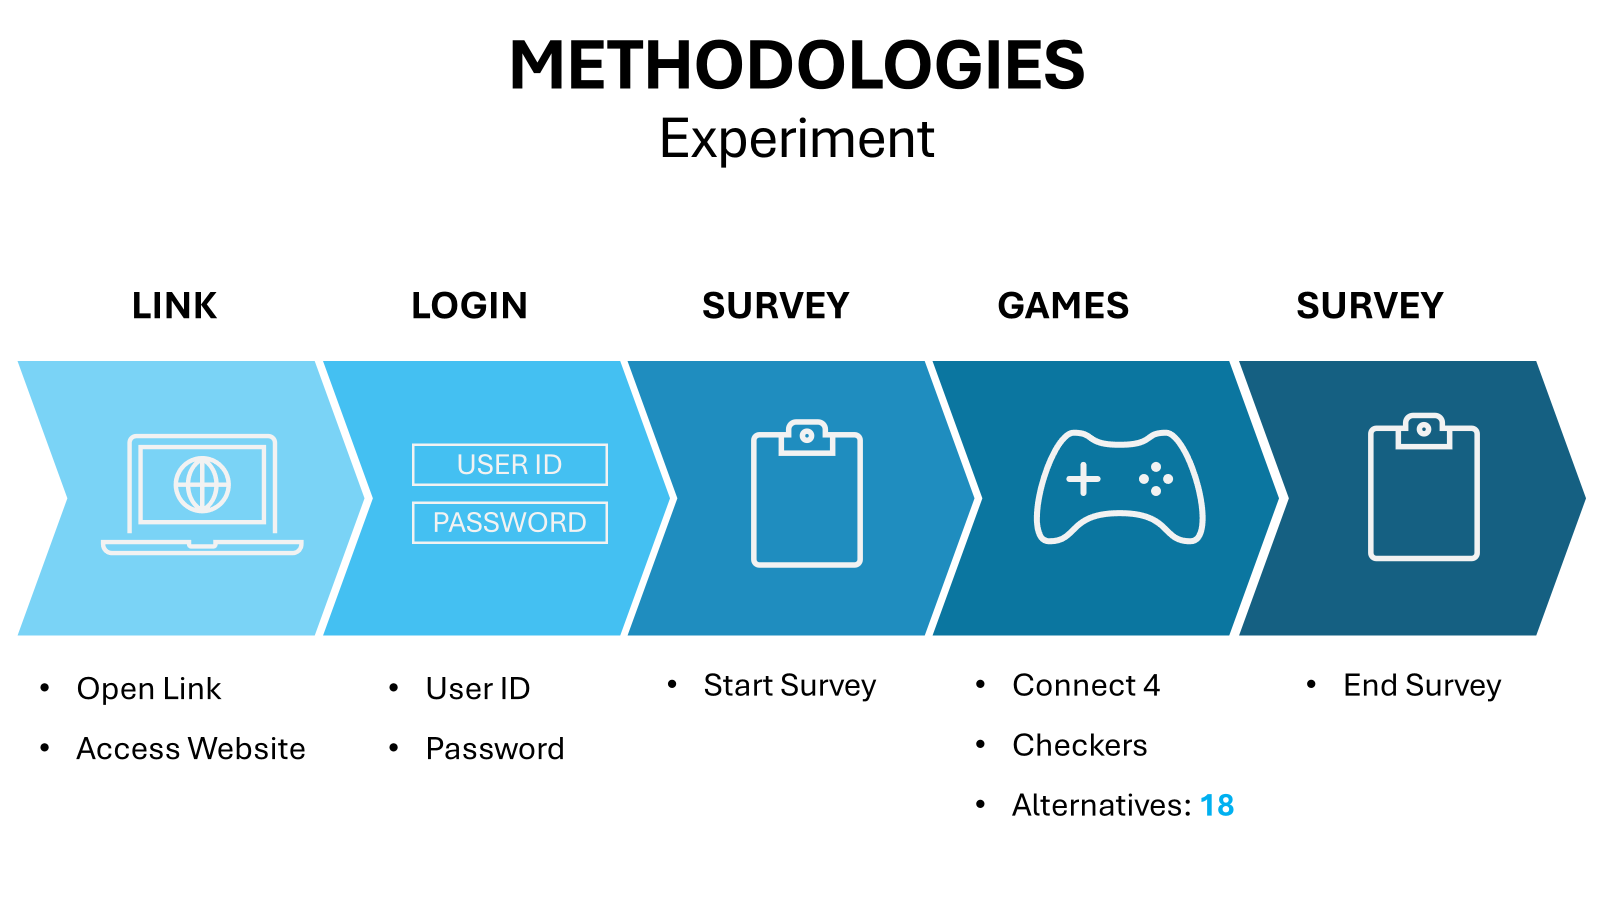 METHODOLOGIES
Experiment
LINK
LOGIN
SURVEY
GAMES
SURVEY
USER ID
PASSWORD
• Open Link
• Access Website
• User ID
• Password
• Start Survey
• Connect 4
• Checkers
• Alternatives: 18
• End Survey